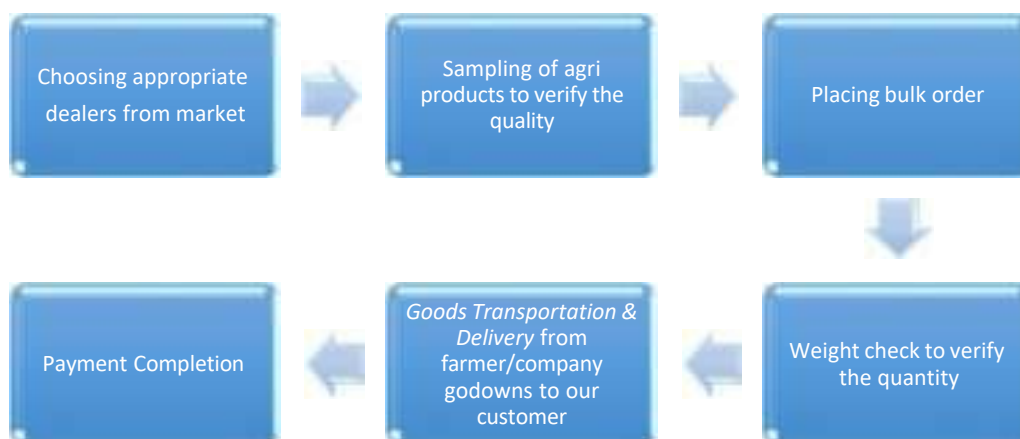 Choosing appropriate
dealers from market
Sampling of agri
products to verify the
quality
Placing bulk order
Weight check to verify
the quantity
Goods Transportation &
Delivery from
farmer/company
godowns to our
customer
Payment Completion